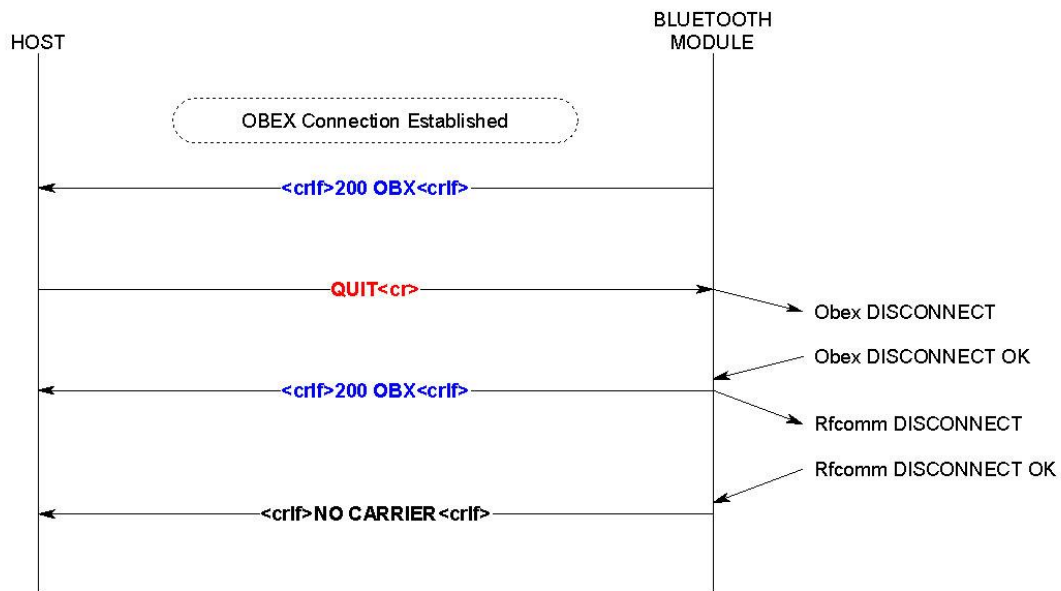 BLUETOOTH
HOST
MODULE
OBEX Connection Established
<crlf>200 OBX<crlf>
QUIT<cr>
Obex DISCONNECT
Obex DISCONNECT OK
<crlf>200 OBX<crlf>
Rfcomm DISCONNECT
Rfcomm DISCONNECT OK
<crlf>NO CARRIER<crlf>